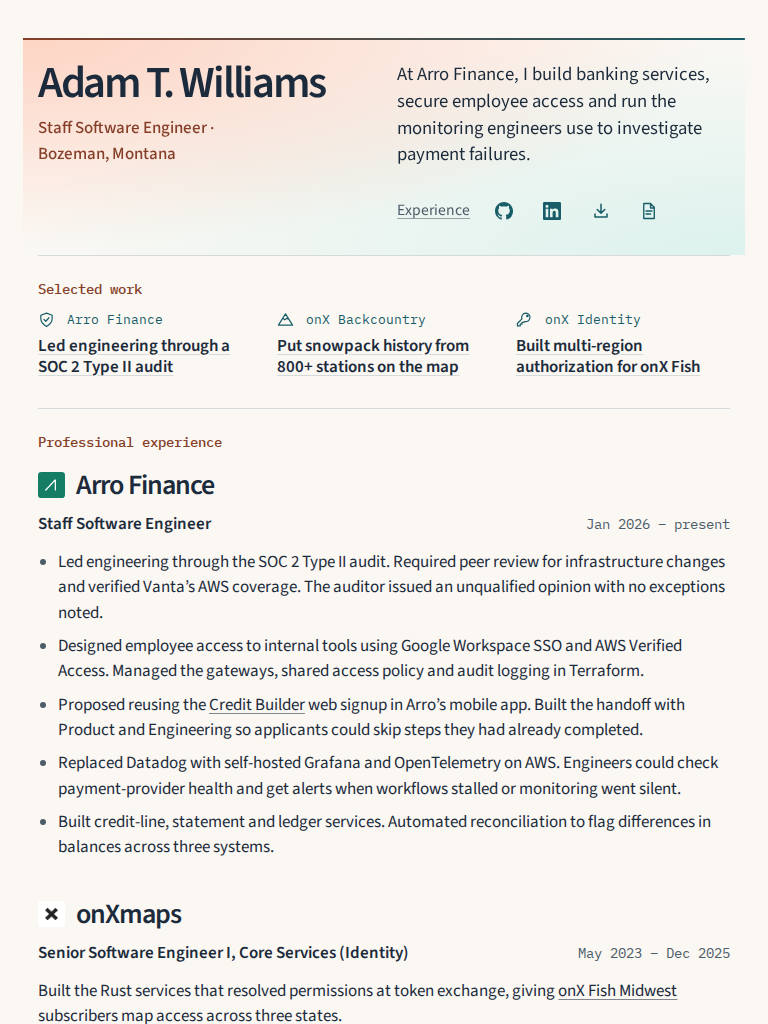 Adam T. Williams
Staff Software Engineer ·
Bozeman, Montana
At Arro Finance, I build banking services,
secure employee access and run the
monitoring engineers use to investigate
payment failures.
Experience
in
Selected work
Arro Finance
Led engineering through a
SOC 2 Type II audit
onX Backcountry
Put snowpack history from
800+ stations on the map
onX Identity
Built multi-region
authorization for onX Fish
Professional experience
Arro Finance
Staff Software Engineer
Jan 2026 – present
Led engineering through the SOC 2 Type II audit. Required peer review for infrastructure changes
and verified Vanta’s AWS coverage. The auditor issued an unqualified opinion with no exceptions
noted.
Designed employee access to internal tools using Google Workspace SSO and AWS Verified
Access. Managed the gateways, shared access policy and audit logging in Terraform.
Proposed reusing the Credit Builder web signup in Arro’s mobile app. Built the handoff with
Product and Engineering so applicants could skip steps they had already completed.
Replaced Datadog with self-hosted Grafana and OpenTelemetry on AWS. Engineers could check
payment-provider health and get alerts when workflows stalled or monitoring went silent.
Built credit-line, statement and ledger services. Automated reconciliation to flag differences in
balances across three systems.
onXmaps
Senior Software Engineer I, Core Services (Identity)
May 2023 – Dec 2025
Built the Rust services that resolved permissions at token exchange, giving onX Fish Midwest
subscribers map access across three states.